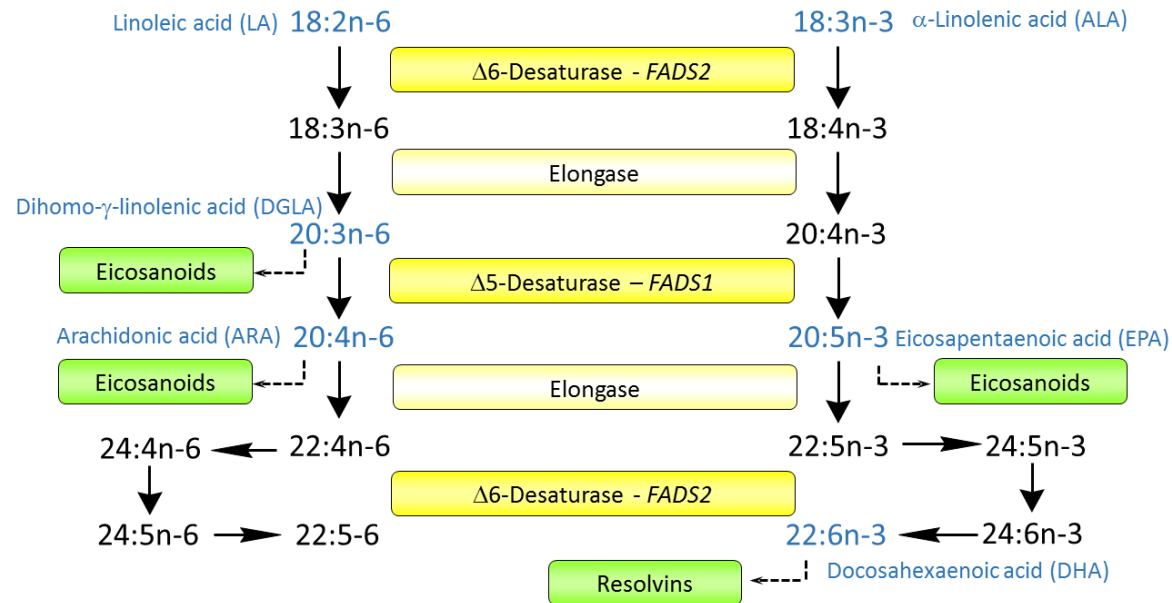 Linoleic acid (LA) 18:2n-6 18:3n-3 α-Linolenic acid (ALA)
Δ6-Desaturase - FADS2
18:3n-6 18:4n-3
Elongase
Dihomo-γ-linolenic acid (DGLA)
20:3n-6 20:4n-3
Eicosanoids Δ5-Desaturase – FADS1
Arachidonic acid (ARA) 20:4n-6 20:5n-3 Eicosapentaenoic acid (EPA)
Eicosanoids Elongase Eicosanoids
24:4n-6 22:4n-6 22:5n-3 24:5n-3
Δ6-Desaturase - FADS2
24:5n-6 22:5-6 22:6n-3 24:6n-3
Docosahexaenoic acid (DHA)
Resolvins